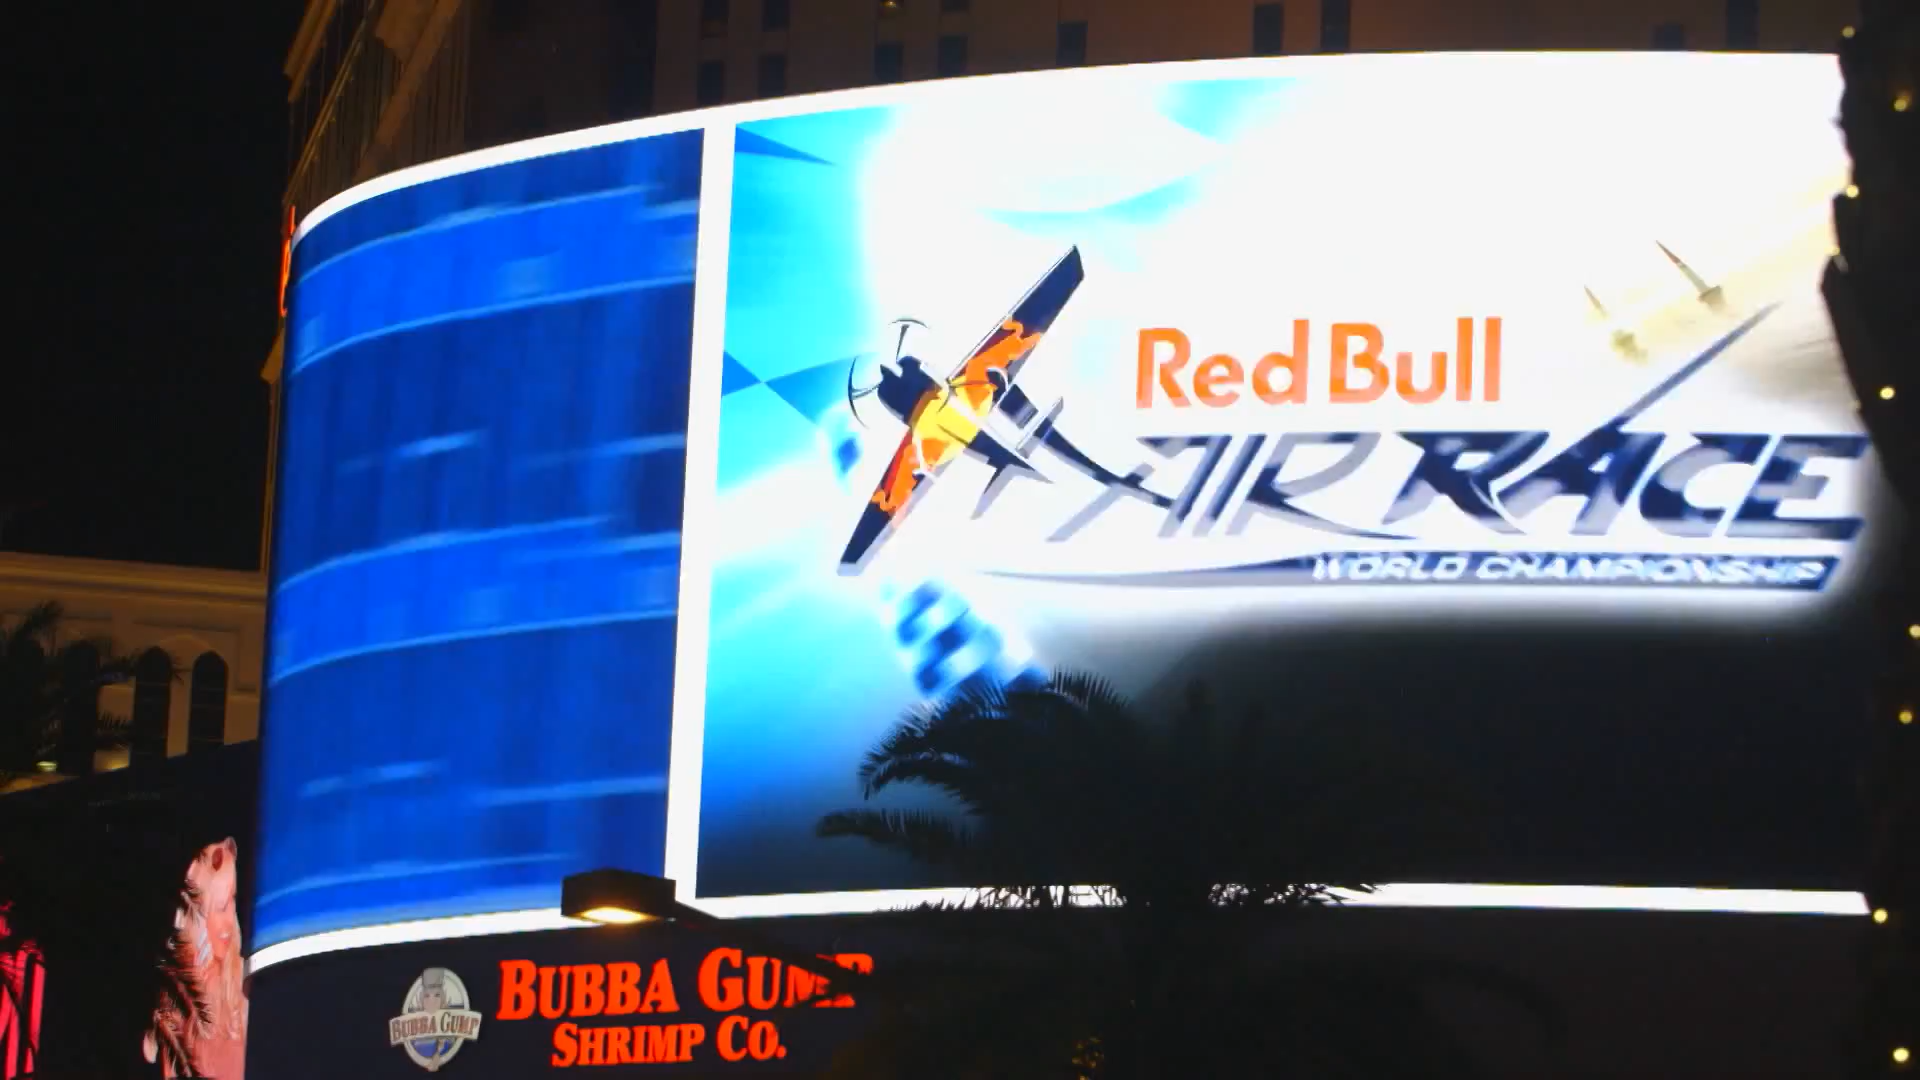 Red Bull
AIR RACE
WORLD CHAMPIONSHIP
BUBBA GUMP
SHRIMP CO.
BUBBA GUMP